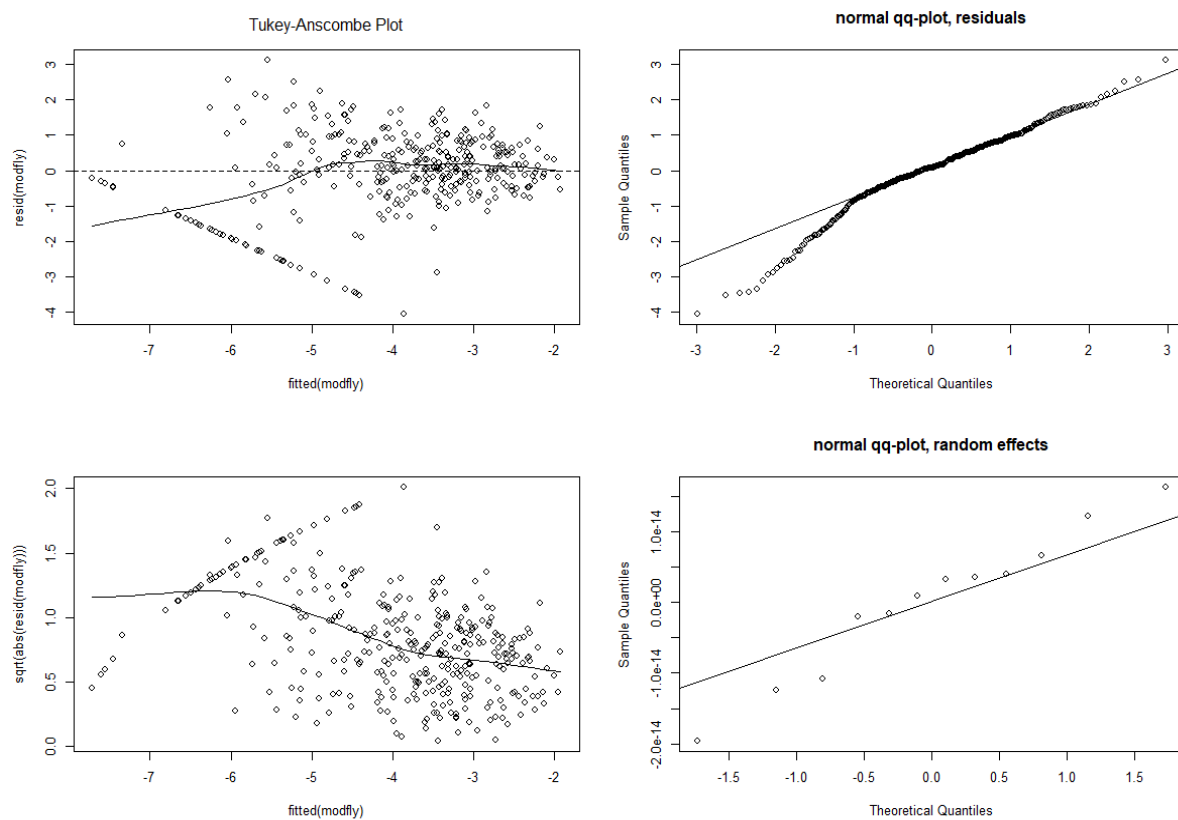 Tukey-Anscombe Plot
resid(modfly)
3
2
1
0
-1
-2
-3
-4
-7 -6 -5 -4 -3 -2
fitted(modfly)
normal qq-plot, residuals
Sample Quantiles
3
2
1
0
-1
-2
-3
-4
-3 -2 -1 0 1 2 3
Theoretical Quantiles
sqrt(abs(resid(modfly)))
2.0
1.5
1.0
0.5
0.0
-7 -6 -5 -4 -3 -2
fitted(modfly)
normal qq-plot, random effects
Sample Quantiles
1.0e-14
0.0e+00
-1.0e-14
-2.0e-14
-1.5 -1.0 -0.5 0.0 0.5 1.0 1.5
Theoretical Quantiles